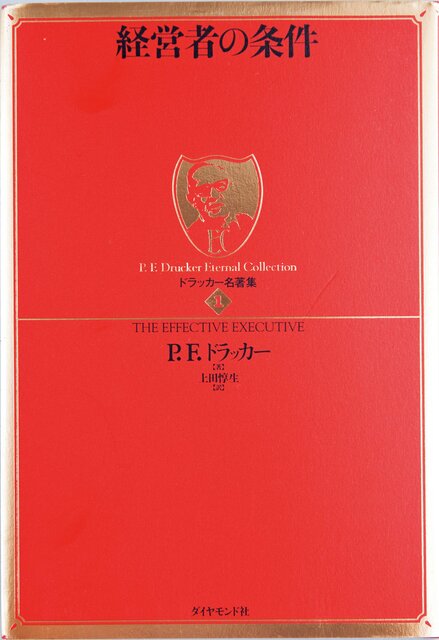 経営者の条件
EC
P. F. Drucker Eternal Collection
ドラッカー名著集
1
THE EFFECTIVE EXECUTIVE
P.F.ドラッカー
【著】
上田惇生
【訳】
ダイヤモンド社